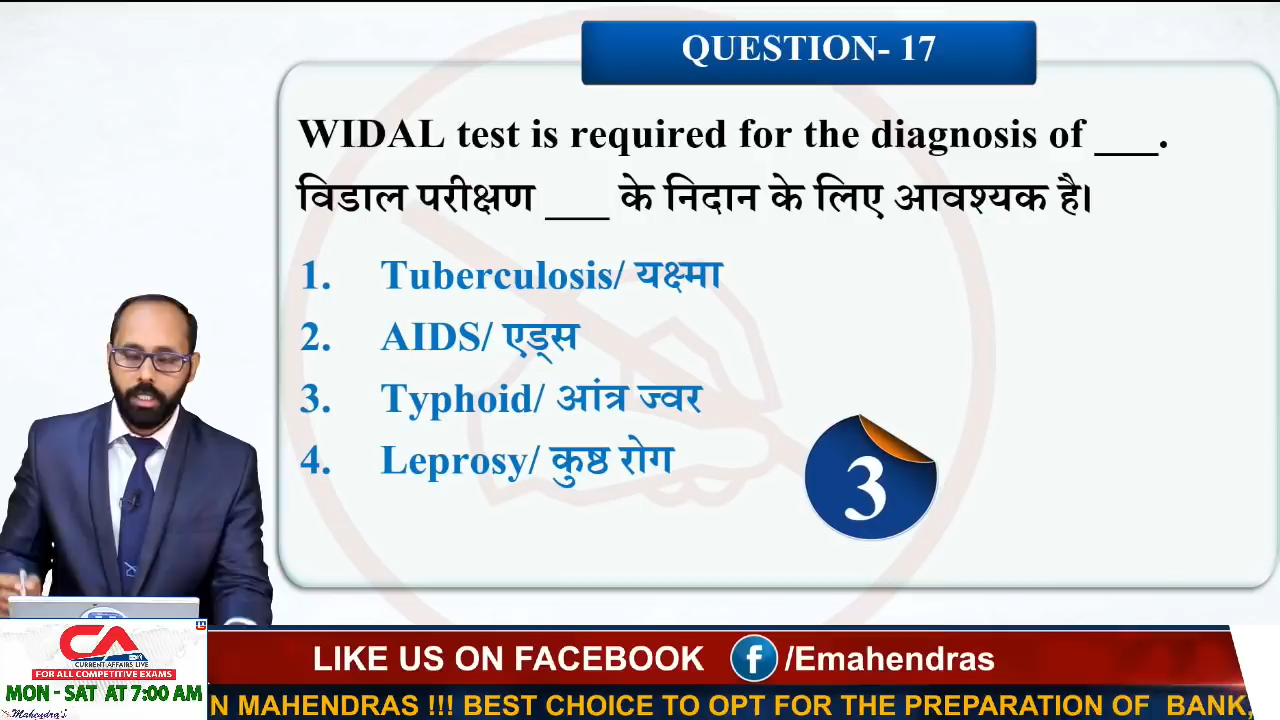 QUESTION- 17
WIDAL test is required for the diagnosis of ___.
विडाल परीक्षण ___ के निदान के लिए आवश्यक है।
1. Tuberculosis/ यक्ष्मा
2. AIDS/ एड्स
3. Typhoid/ आंत्र ज्वर
4. Leprosy/ कुष्ठ रोग
3
CA
CURRENT AFFAIRS LIVE
FOR ALL COMPETITIVE EXAMS
MON - SAT AT 7:00 AM
Mahendra's
LIKE US ON FACEBOOK f /Emahendras
N MAHENDRAS !!! BEST CHOICE TO OPT FOR THE PREPARATION OF BANK,